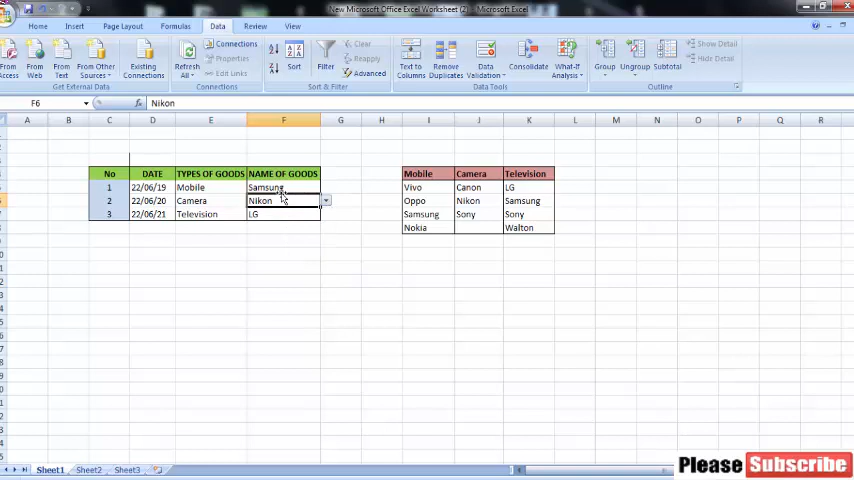 New Microsoft Office Excel Worksheet (2) - Microsoft Excel
Home Insert Page Layout Formulas Data Review View
From Access
From Web
From Text
From Other Sources
Existing Connections
Get External Data
Refresh All
Connections
Properties
Edit Links
Connections
Sort
Filter
Clear
Reapply
Advanced
Sort & Filter
Text to Columns
Remove Duplicates
Data Validation
Consolidate
What-If Analysis
Data Tools
Group
Ungroup
Subtotal
Show Detail
Hide Detail
Outline
F6 fx Nikon
A B C D E F G H I J K L M N O P Q R
No DATE TYPES OF GOODS NAME OF GOODS Mobile Camera Television
1 22/06/19 Mobile Samsung Vivo Canon LG
2 22/06/20 Camera Nikon Oppo Nikon Samsung
3 22/06/21 Television LG Samsung Sony Sony
Nokia Walton
Sheet1 Sheet2 Sheet3
Please Subscribe